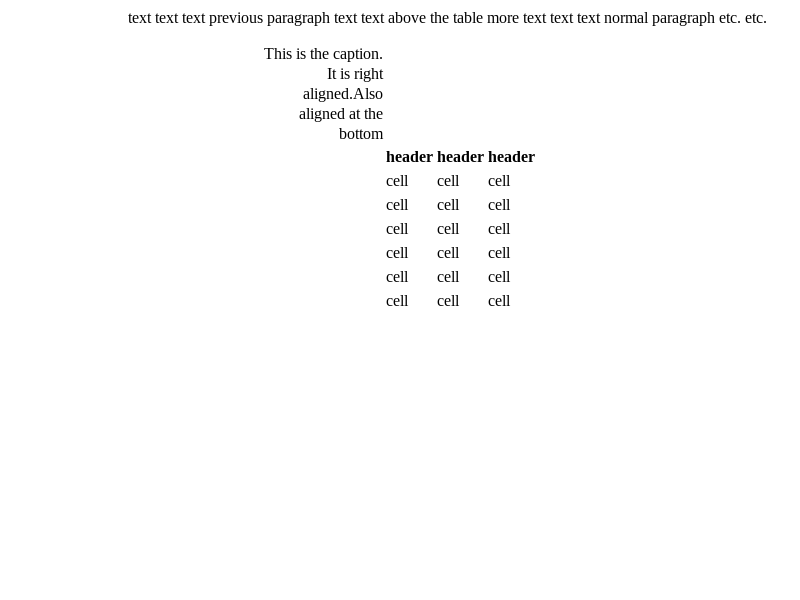 text text text previous paragraph text text above the table more text text text normal paragraph etc. etc.
This is the caption.
It is right
aligned.Also
aligned at the
bottom
header header header
cell cell cell
cell cell cell
cell cell cell
cell cell cell
cell cell cell
cell cell cell